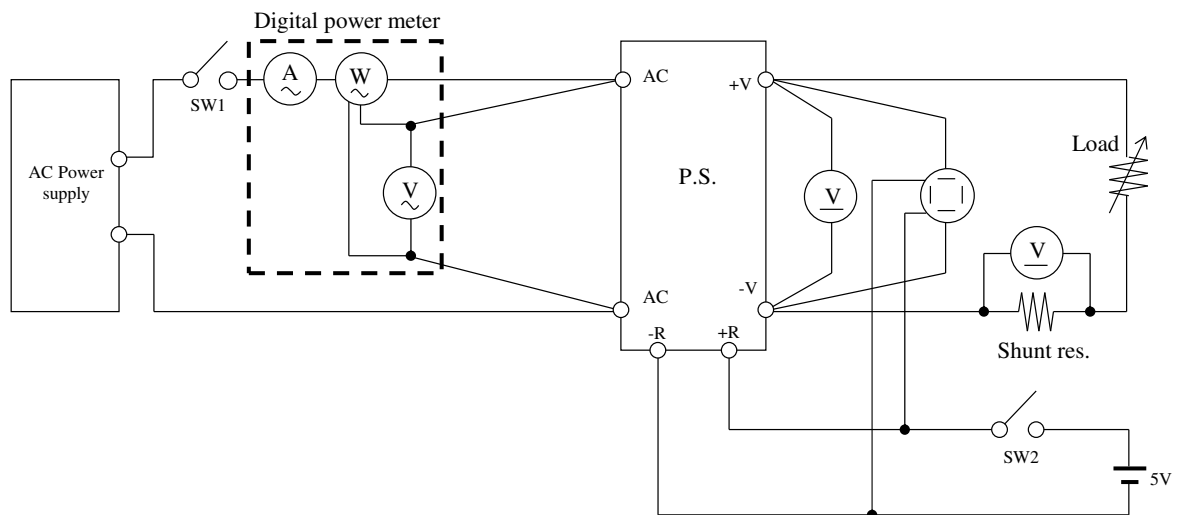 Digital power meter
SW1
A
W
V
AC Power
supply
AC
AC
P.S.
+V
-V
-R
+R
V
Load
V
Shunt res.
SW2
5V